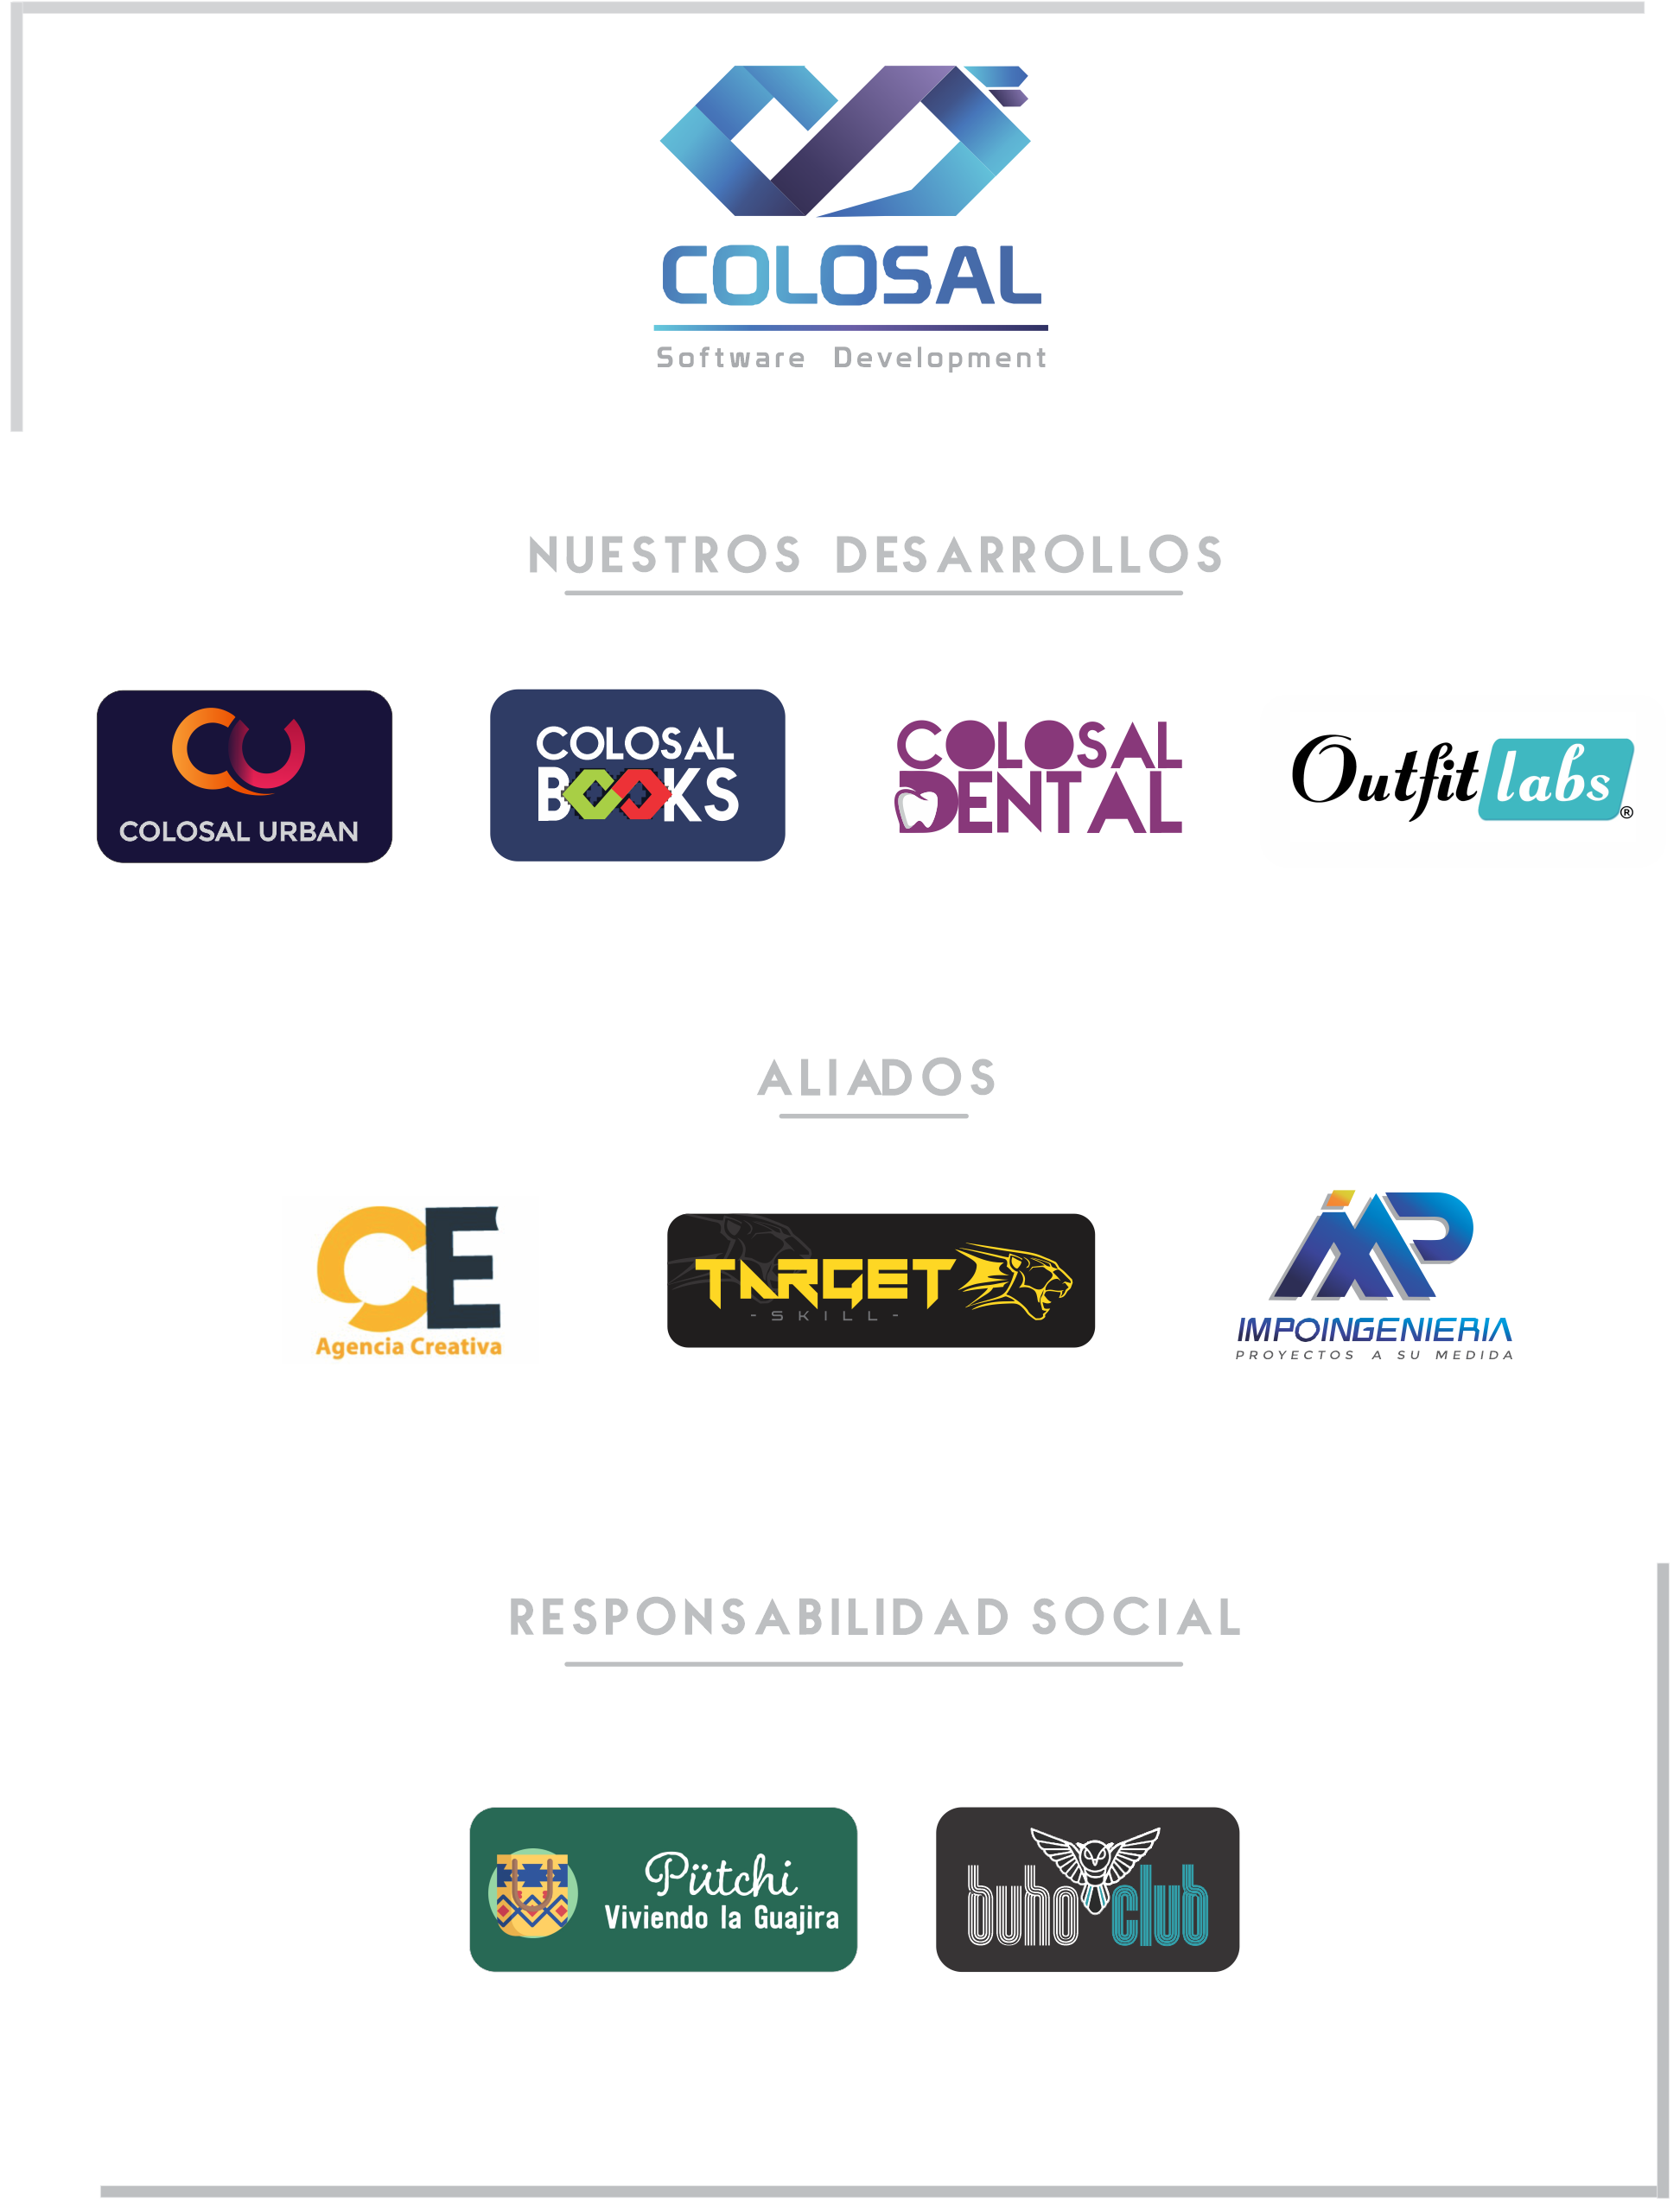 COLOSAL
Software Development
NUESTROS DESARROLLOS
COLOSAL URBAN
COLOSAL
BOOKS
COLOSAL
DENTAL
Outfit labs ®
ALIADOS
CE
Agencia Creativa
TARGET
- SKILL -
IMP
IMPOINGENIERIA
PROYECTOS A SU MEDIDA
RESPONSABILIDAD SOCIAL
Pütchi
Viviendo la Guajira
buho club